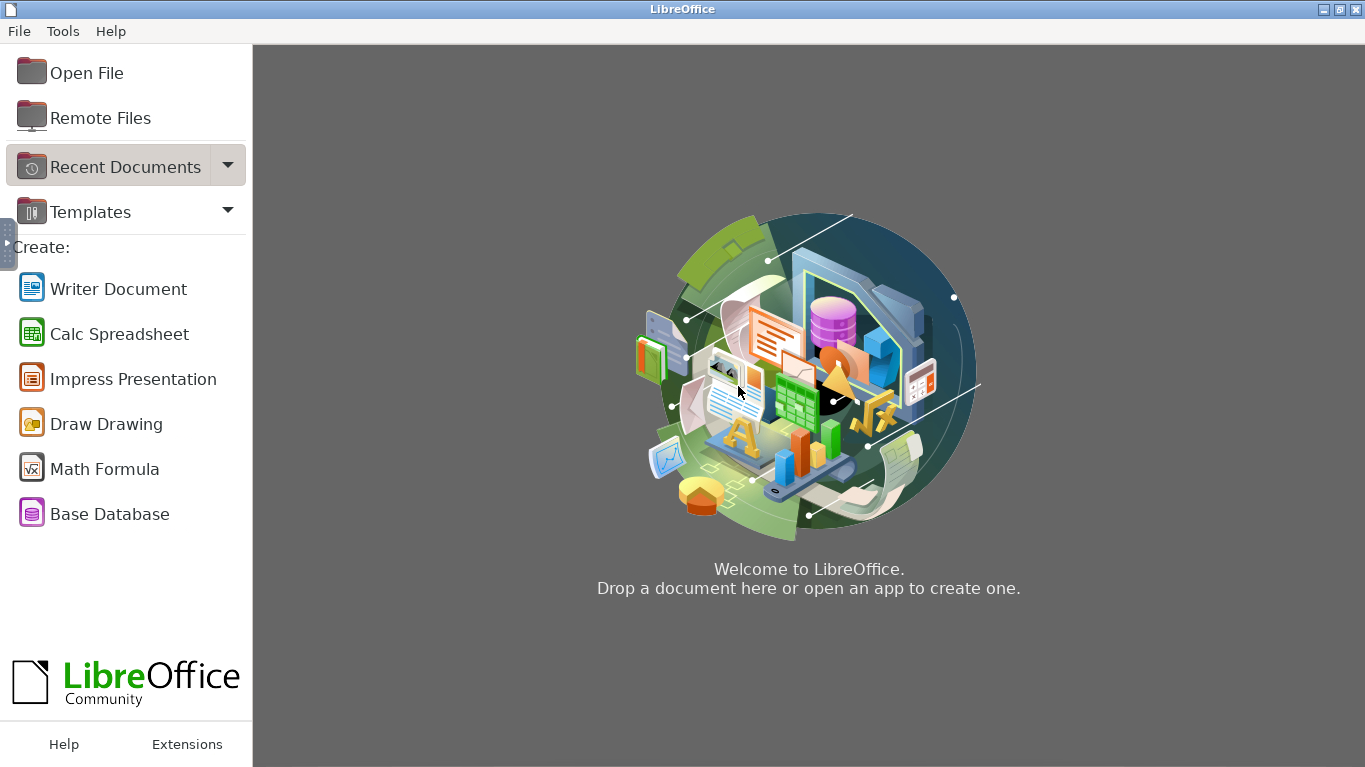 LibreOffice
File Tools Help
Open File
Remote Files
Recent Documents
Templates
Create:
Writer Document
Calc Spreadsheet
Impress Presentation
Draw Drawing
Math Formula
Base Database
Welcome to LibreOffice.
Drop a document here or open an app to create one.
LibreOffice
Community
Help Extensions